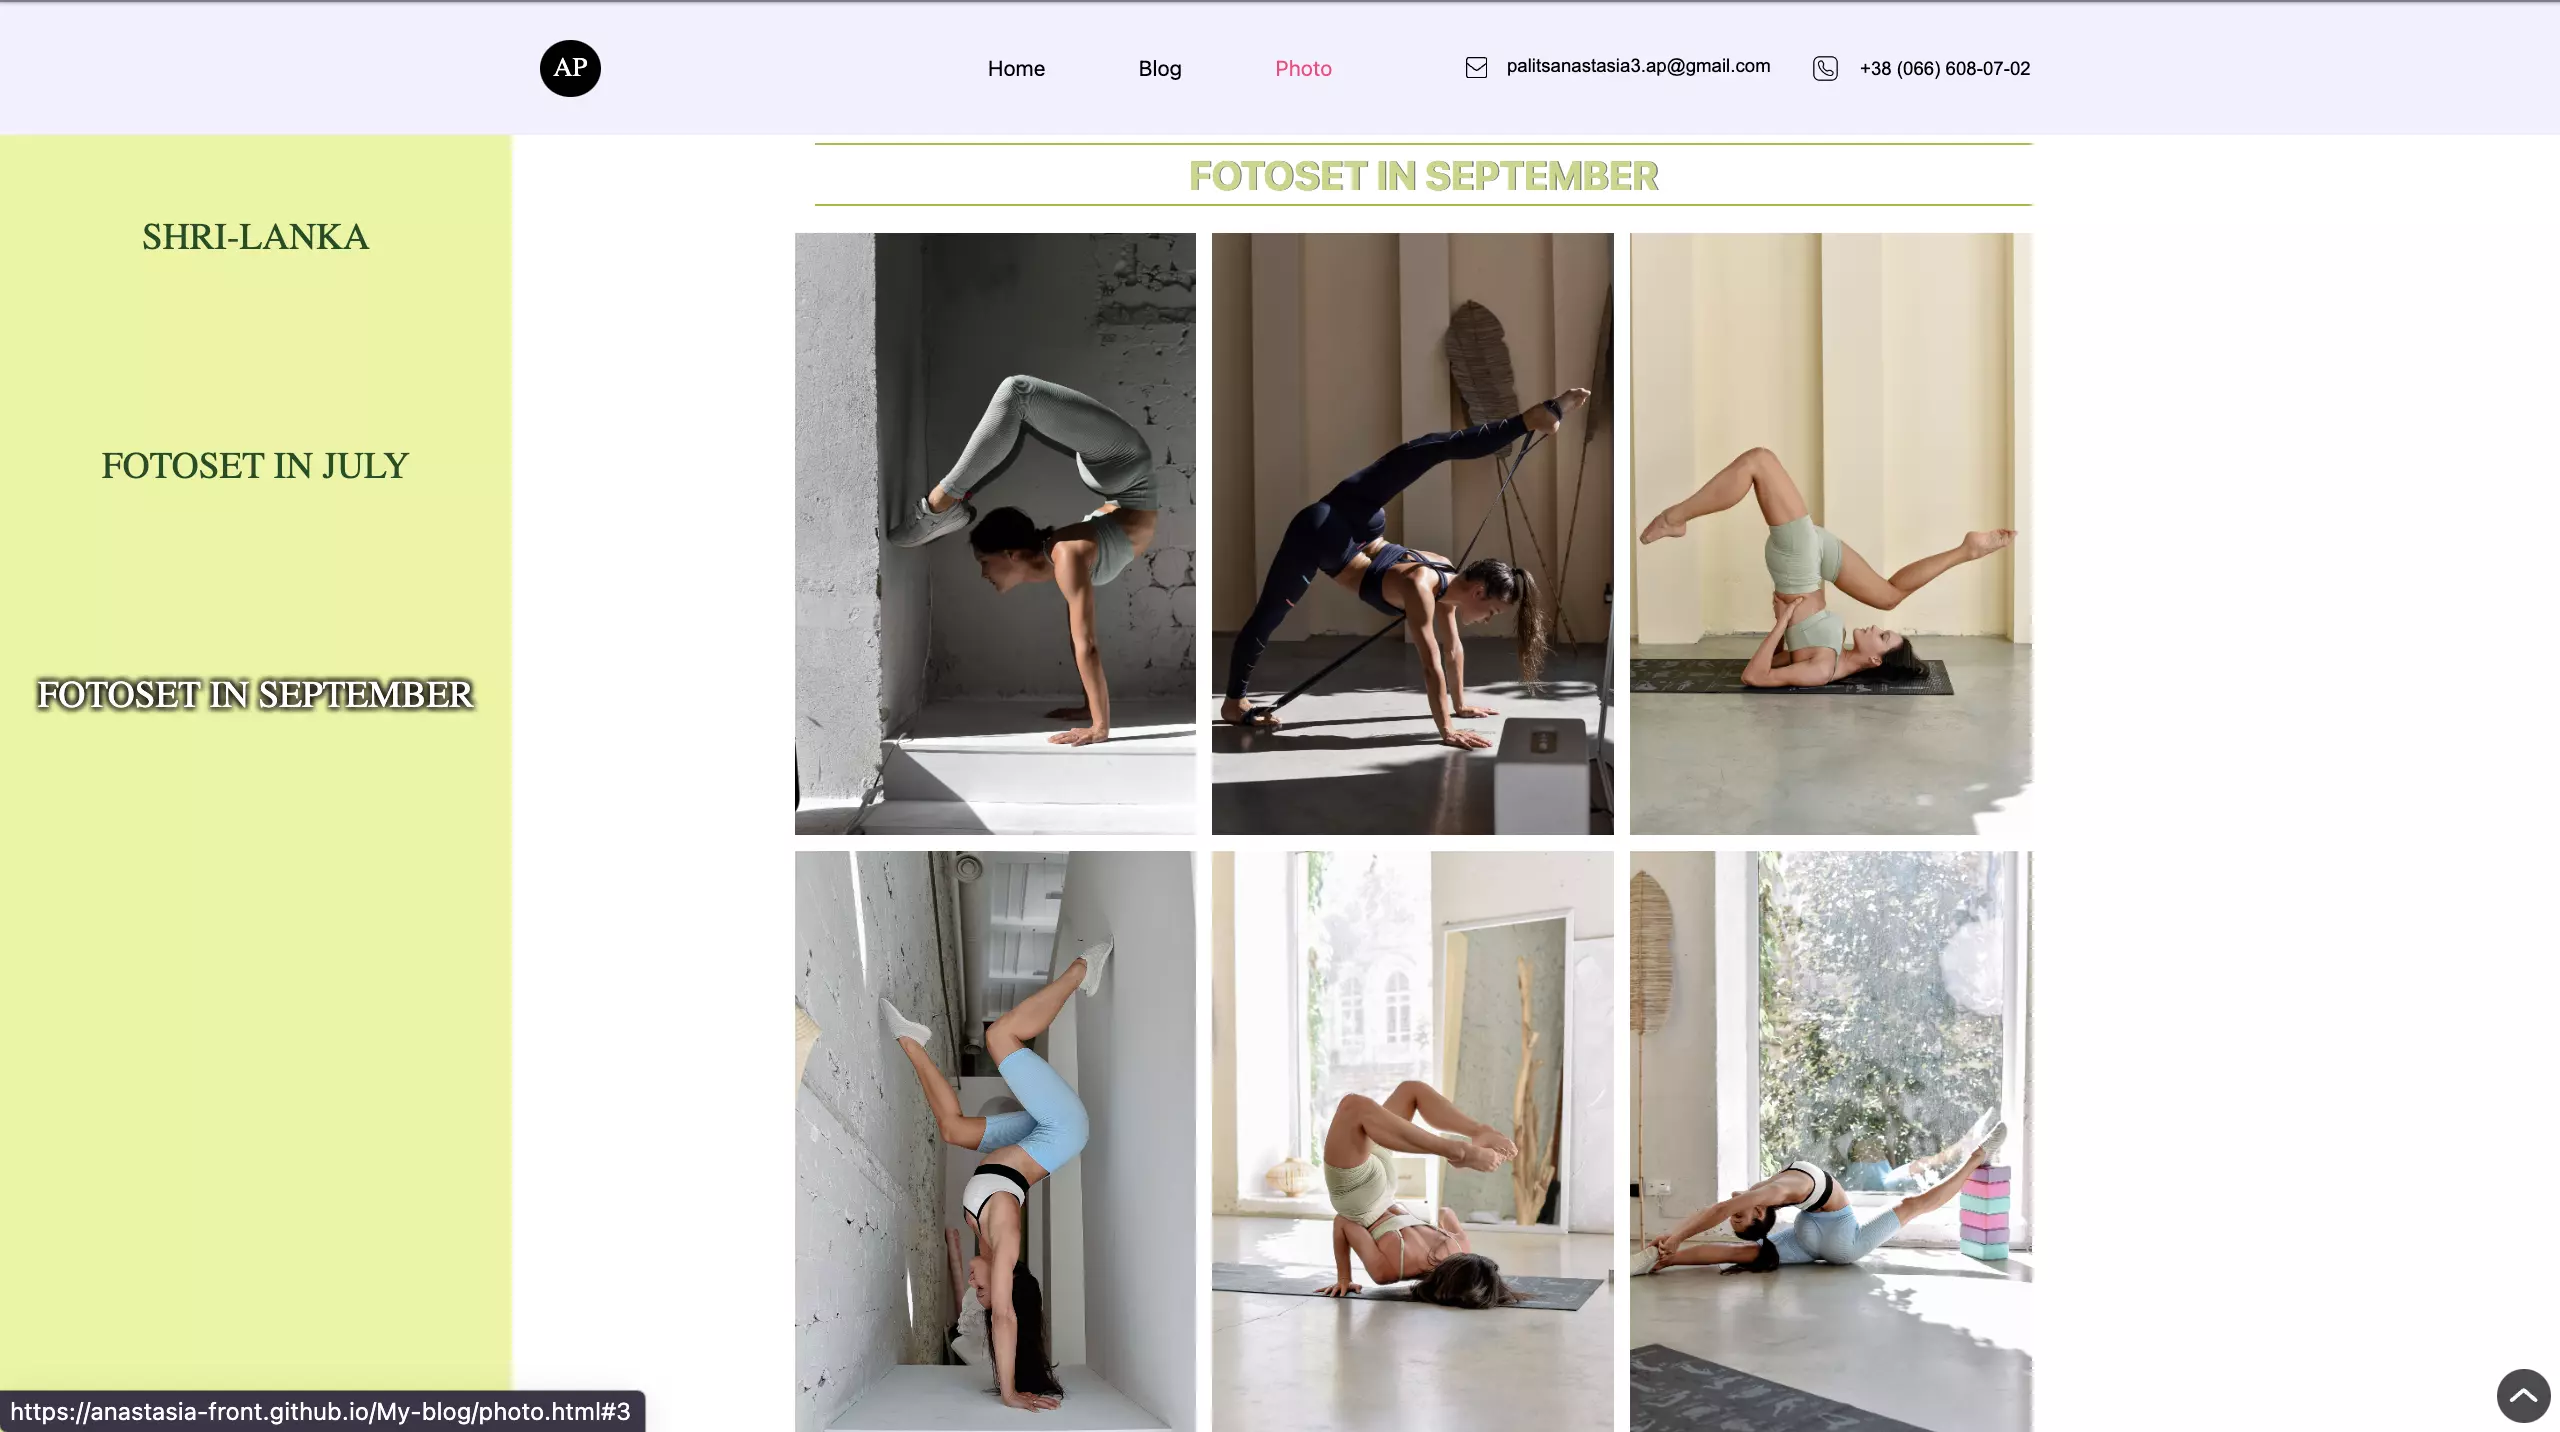 AP
Home
Blog
Photo
palitsanastasia3.ap@gmail.com
+38 (066) 608-07-02
SHRI-LANKA
FOTOSET IN JULY
FOTOSET IN SEPTEMBER
FOTOSET IN SEPTEMBER
https://anastasia-front.github.io/My-blog/photo.html#3